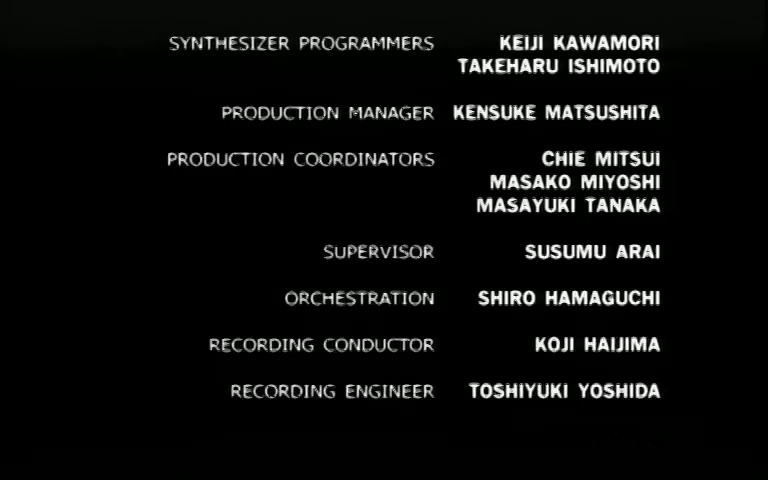 SYNTHESIZER PROGRAMMERS KEIJI KAWAMORI
TAKEHARU ISHIMOTO
PRODUCTION MANAGER KENSUKE MATSUSHITA
PRODUCTION COORDINATORS CHIE MITSUI
MASAKO MIYOSHI
MASAYUKI TANAKA
SUPERVISOR SUSUMU ARAI
ORCHESTRATION SHIRO HAMAGUCHI
RECORDING CONDUCTOR KOJI HAIJIMA
RECORDING ENGINEER TOSHIYUKI YOSHIDA